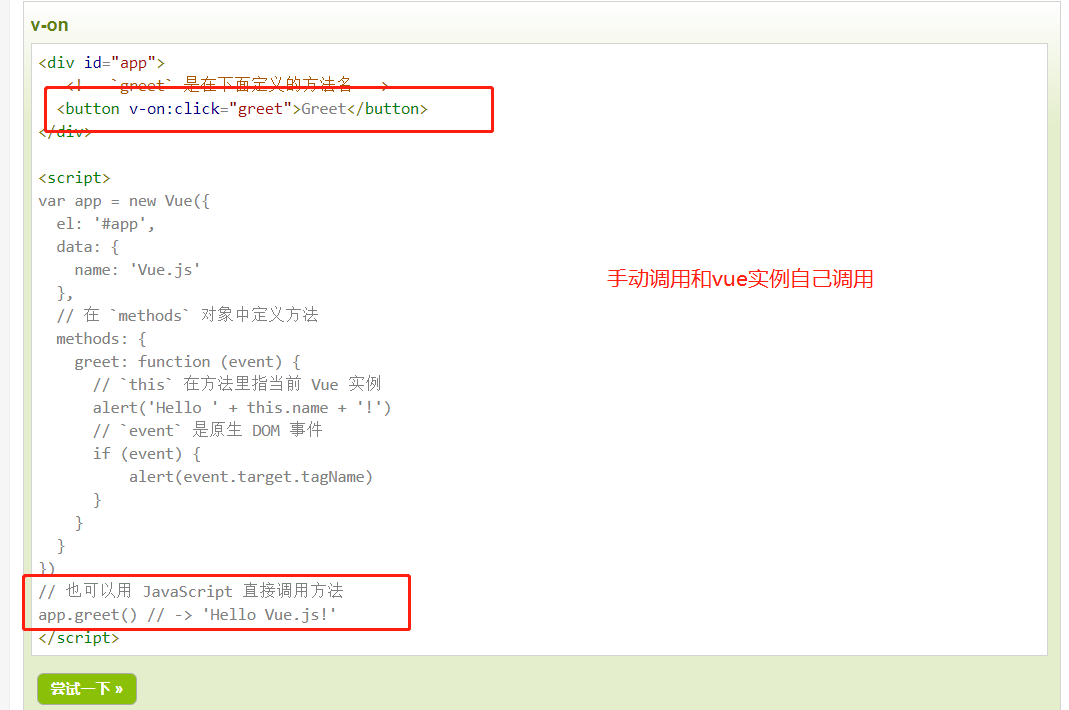 v-on
<div id="app">
<!-- `greet` 是在下面定义的方法名 -->
<button v-on:click="greet">Greet</button>
</div>
<script>
var app = new Vue({
el: '#app',
data: {
name: 'Vue.js'
},
手动调用和vue实例自己调用
// 在 `methods` 对象中定义方法
methods: {
greet: function (event) {
// `this` 在方法里指当前 Vue 实例
alert('Hello ' + this.name + '!')
// `event` 是原生 DOM 事件
if (event) {
alert(event.target.tagName)
}
}
}
})
// 也可以用 JavaScript 直接调用方法
app.greet() // -> 'Hello Vue.js!'
</script>
尝试一下 »